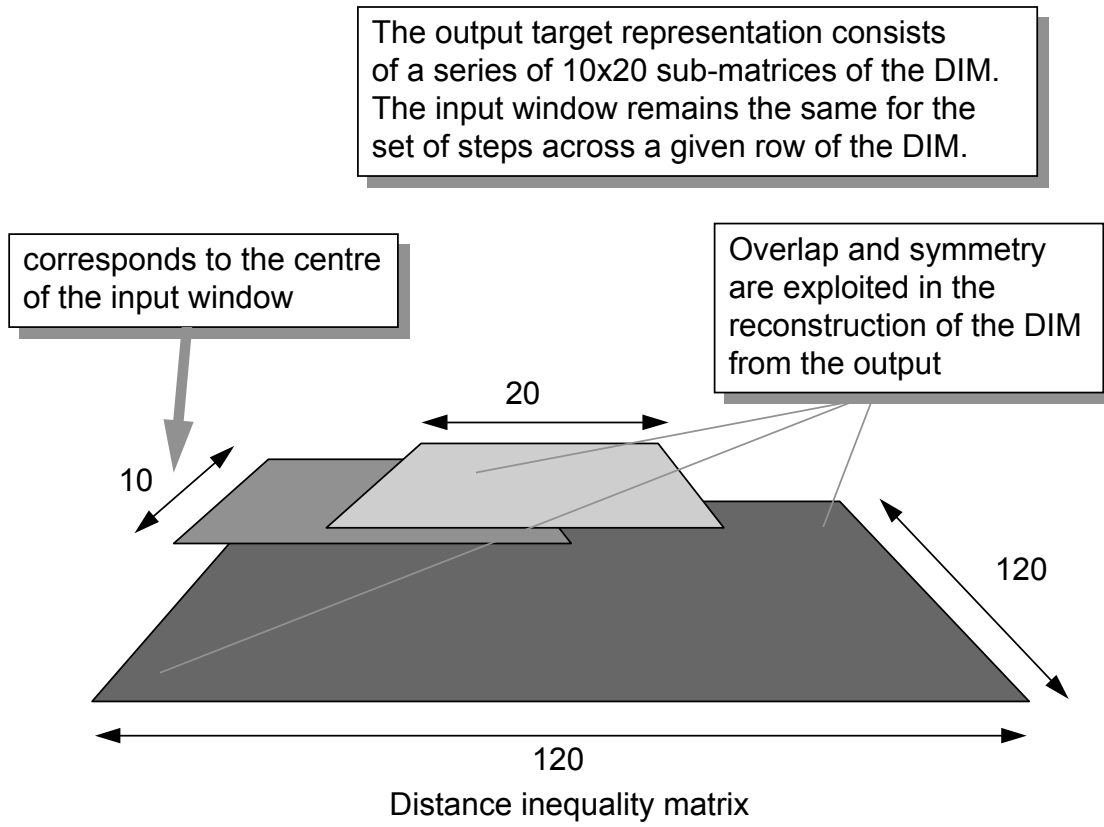 The output target representation consists
of a series of 10x20 sub-matrices of the DIM.
The input window remains the same for the
set of steps across a given row of the DIM.
corresponds to the centre
of the input window
Overlap and symmetry
are exploited in the
reconstruction of the DIM
from the output
20
10
120
120
Distance inequality matrix